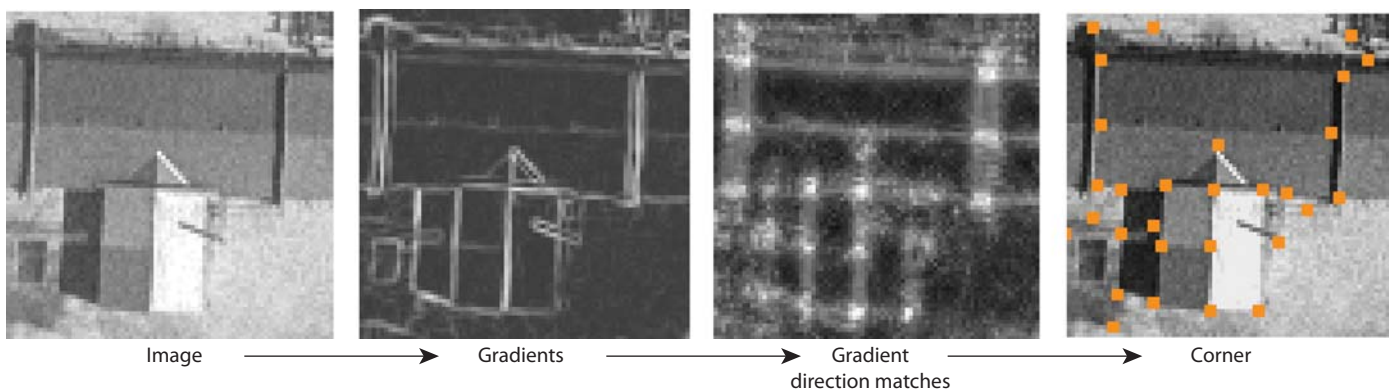 Image
Gradients
Gradient
direction matches
Corner